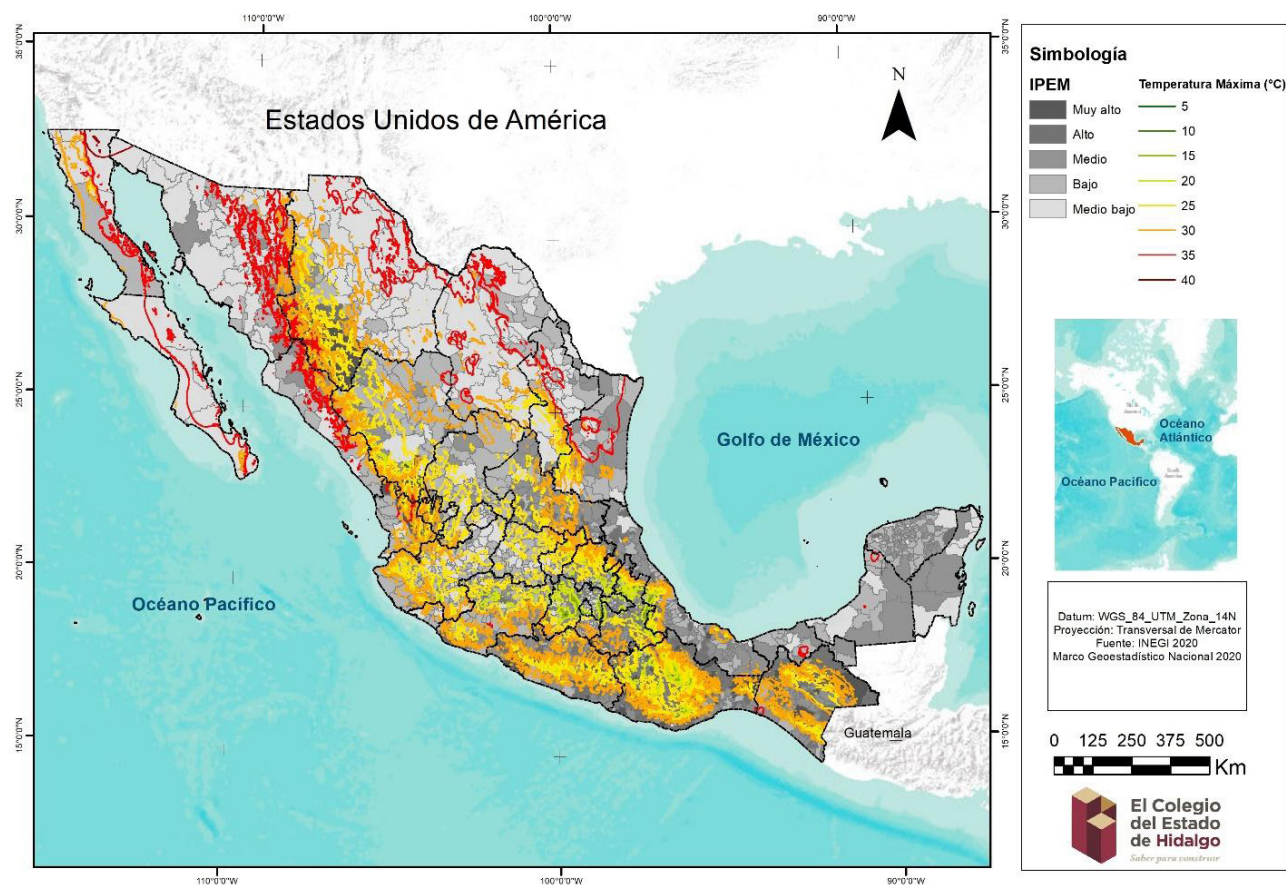 110°0'0"W
100°0'0"W
90°0'0"W
35°0'0"N
35°0'0"N
30°0'0"N
30°0'0"N
25°0'0"N
25°0'0"N
20°0'0"N
20°0'0"N
15°0'0"N
15°0'0"N
110°0'0"W
100°0'0"W
90°0'0"W
Estados Unidos de América
N
Golfo de México
Océano Pacífico
Guatemala
Simbología
IPEM
Muy alto
Alto
Medio
Bajo
Medio bajo
Temperatura Máxima (°C)
5
10
15
20
25
30
35
40
Océano
Atlántico
Océano Pacífico
Datum: WGS_84_UTM_Zona_14N
Proyección: Transversal de Mercator
Fuente: INEGI 2020
Marco Geoestadístico Nacional 2020
0 125 250 375 500
Km
El Colegio
del Estado
de Hidalgo
Saber para construir